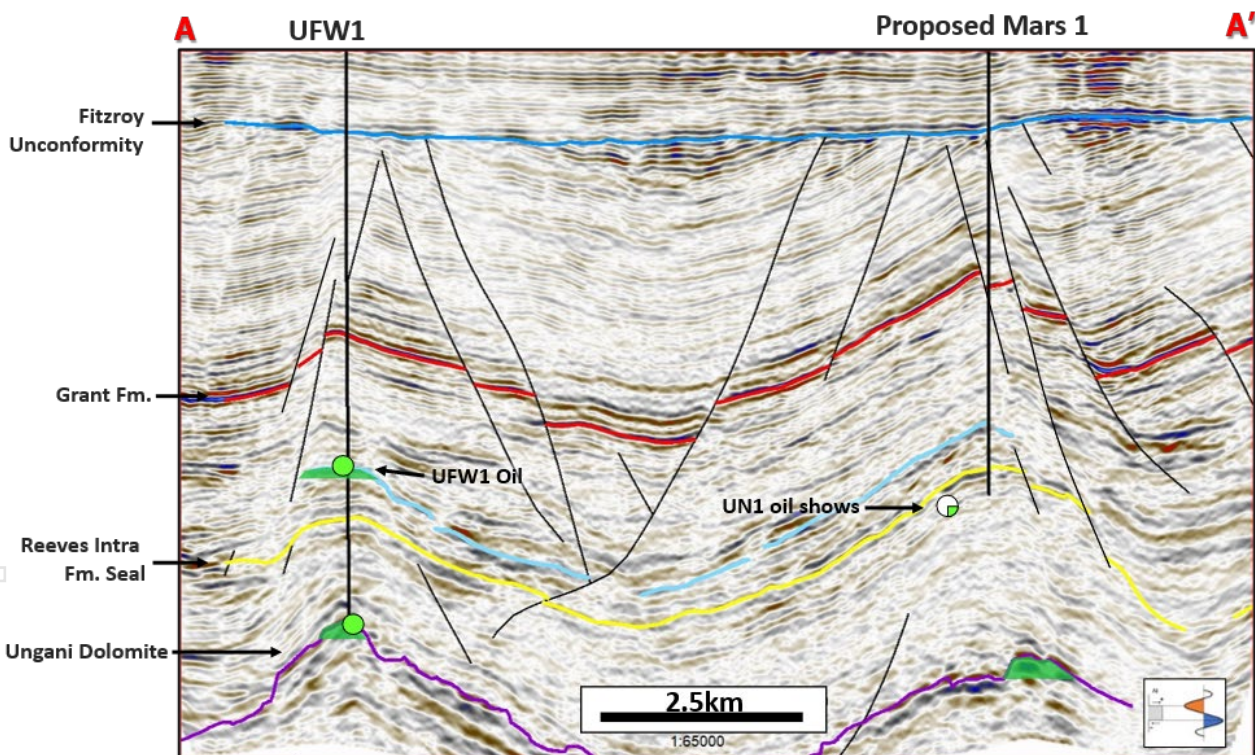 A
UFW1
Proposed Mars 1
A'
Fitzroy
Unconformity
Grant Fm.
UFW1 Oil
UN1 oil shows
Reeves Intra
Fm. Seal
Ungani Dolomite
2.5km
1:65000